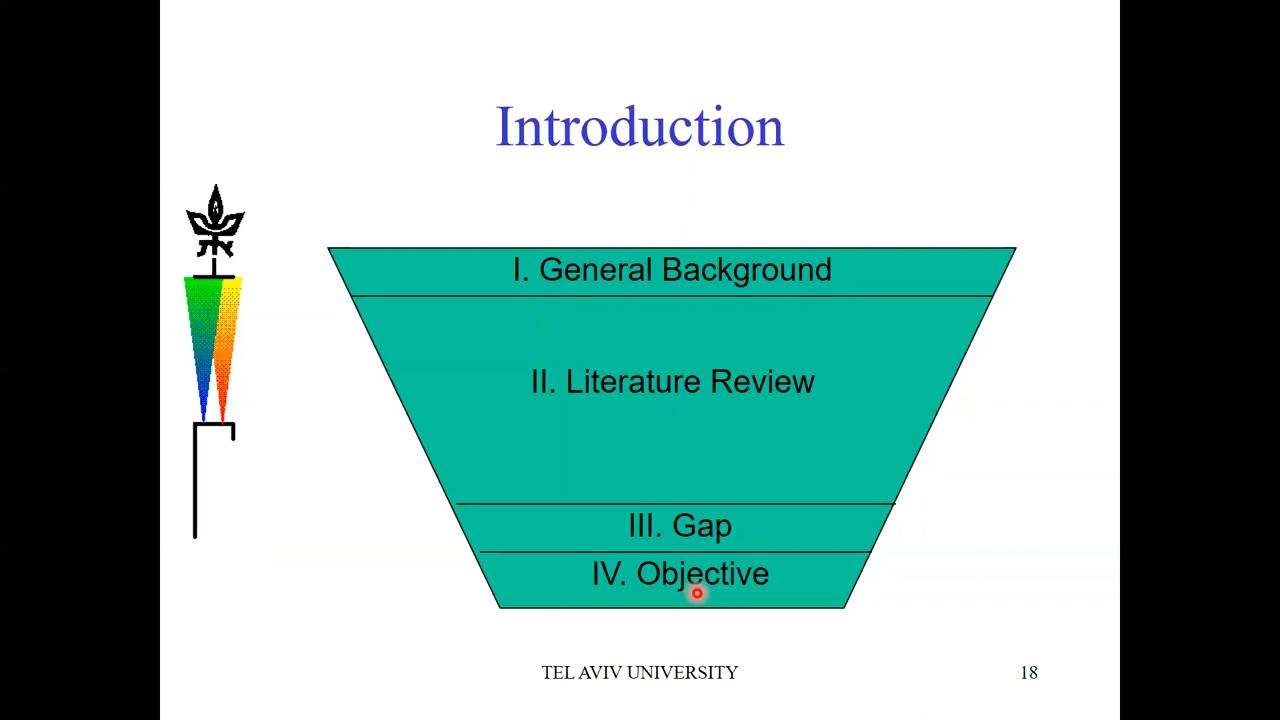 Introduction
I. General Background
II. Literature Review
III. Gap
IV. Objective
TEL AVIV UNIVERSITY
18